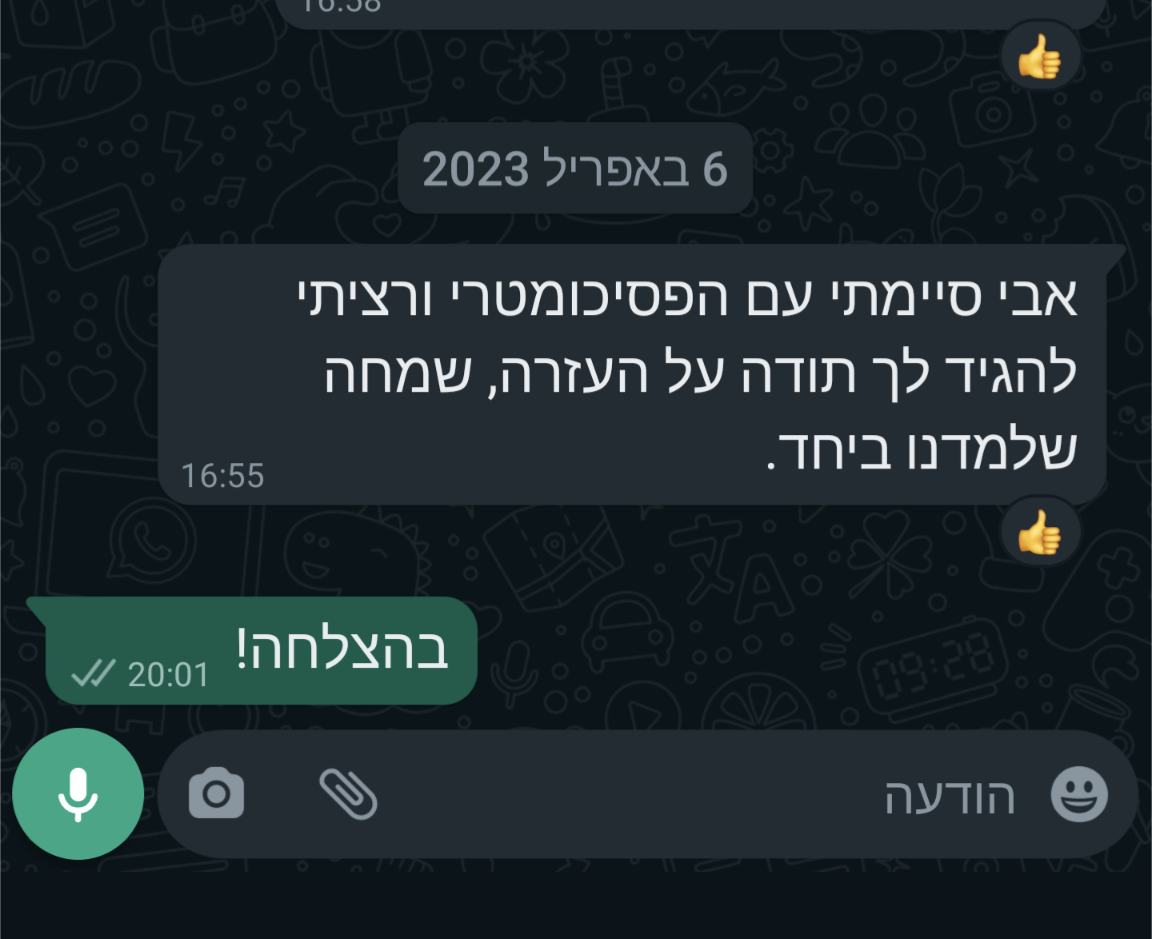 16:58
6 באפריל 2023
אבי סיימתי עם הפסיכומטרי ורציתי
להגיד לך תודה על העזרה, שמחה
שלמדנו ביחד.
16:55
בהצלחה!
20:01
הודעה